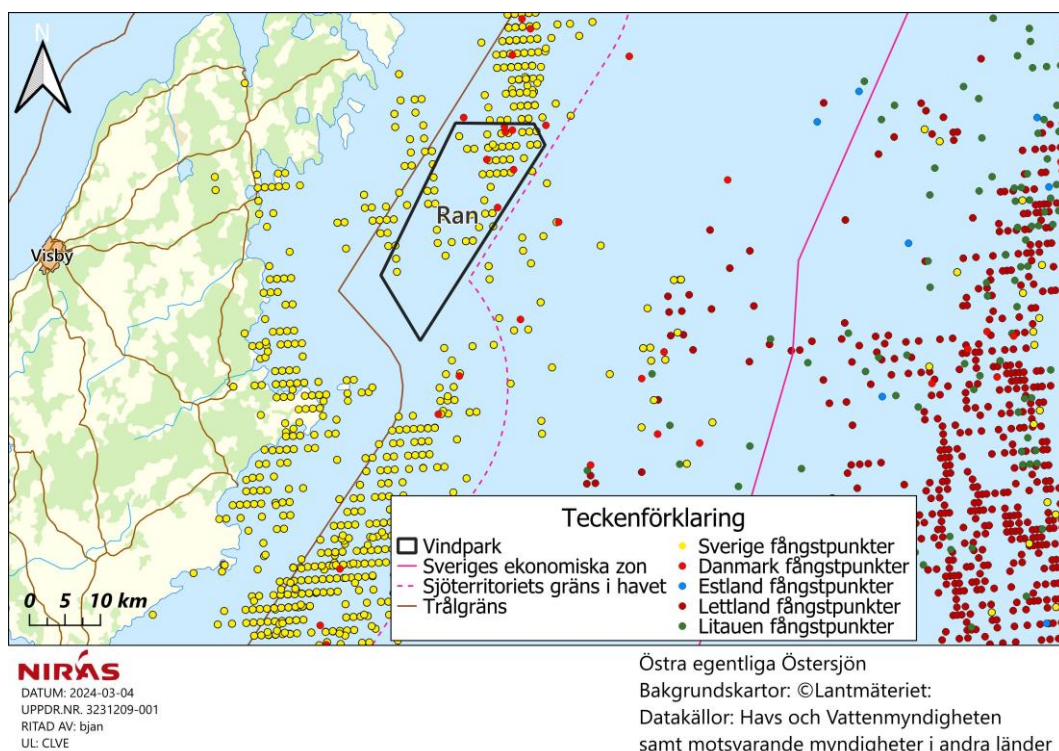 N
Ran
Visby
0 5 10 km
Teckenförklaring
Vindpark
Sveriges ekonomiska zon
Sjöterritoriets gräns i havet
Trålgräns
Sverige fångstpunkter
Danmark fångstpunkter
Estland fångstpunkter
Lettland fångstpunkter
Litauen fångstpunkter
NIRÁS
DATUM: 2024-03-04
UPPDR.NR. 3231209-001
RITAD AV: bjan
UL: CLVE
Östra egentliga Östersjön
Bakgrundskartor: ©Lantmäteriet:
Datakällor: Havs och Vattenmyndigheten
samt motsvarande myndigheter i andra länder